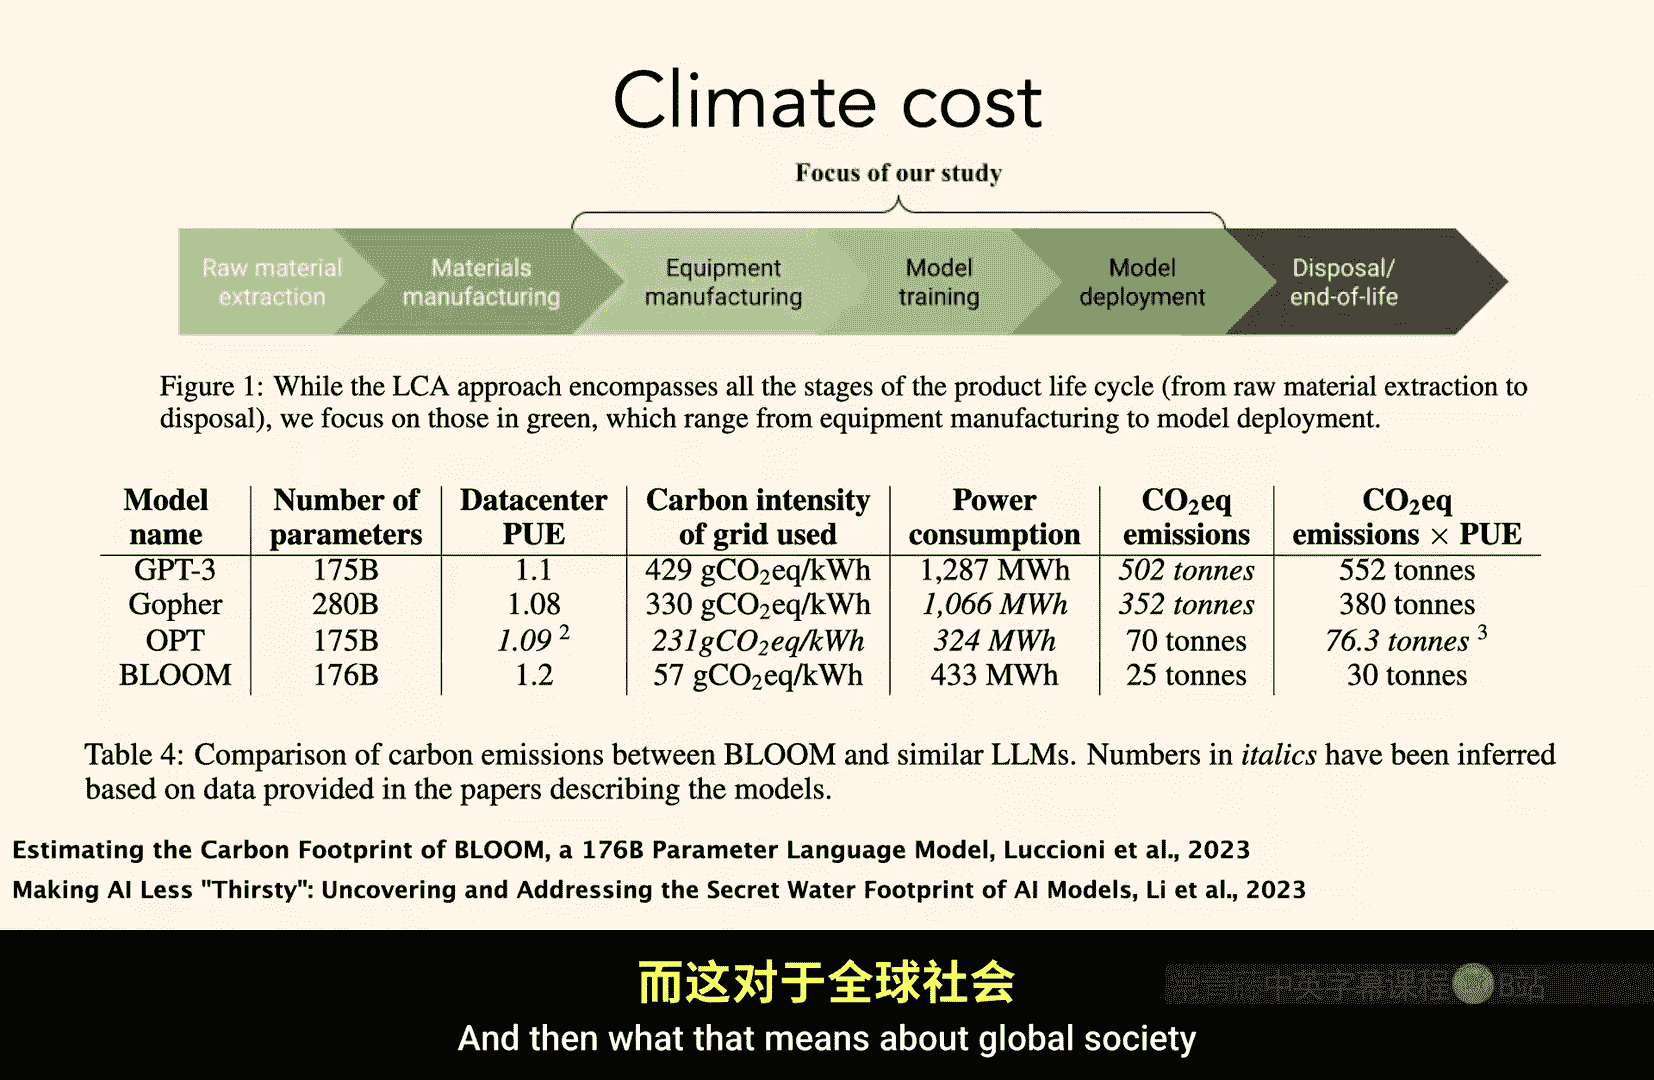 Climate cost
Focus of our study
Raw material
extraction
Materials
manufacturing
Equipment
manufacturing
Model
training
Model
deployment
Disposal/
end-of-life
Figure 1: While the LCA approach encompasses all the stages of the product life cycle (from raw material extraction to
disposal), we focus on those in green, which range from equipment manufacturing to model deployment.
Model name | Number of parameters | Datacenter PUE | Carbon intensity of grid used | Power consumption | CO₂eq emissions | CO₂eq emissions × PUE
GPT-3 175B 1.1 429 gCO₂eq/kWh 1,287 MWh 502 tonnes 552 tonnes
Gopher 280B 1.08 330 gCO₂eq/kWh 1,066 MWh 352 tonnes 380 tonnes
OPT 175B 1.09 ² 231gCO₂eq/kWh 324 MWh 70 tonnes 76.3 tonnes ³
BLOOM 176B 1.2 57 gCO₂eq/kWh 433 MWh 25 tonnes 30 tonnes
Table 4: Comparison of carbon emissions between BLOOM and similar LLMs. Numbers in italics have been inferred
based on data provided in the papers describing the models.
Estimating the Carbon Footprint of BLOOM, a 176B Parameter Language Model, Luccioni et al., 2023
Making AI Less "Thirsty": Uncovering and Addressing the Secret Water Footprint of AI Models, Li et al., 2023
而这对于全球社会
中英字幕课程 B站
And then what that means about global society